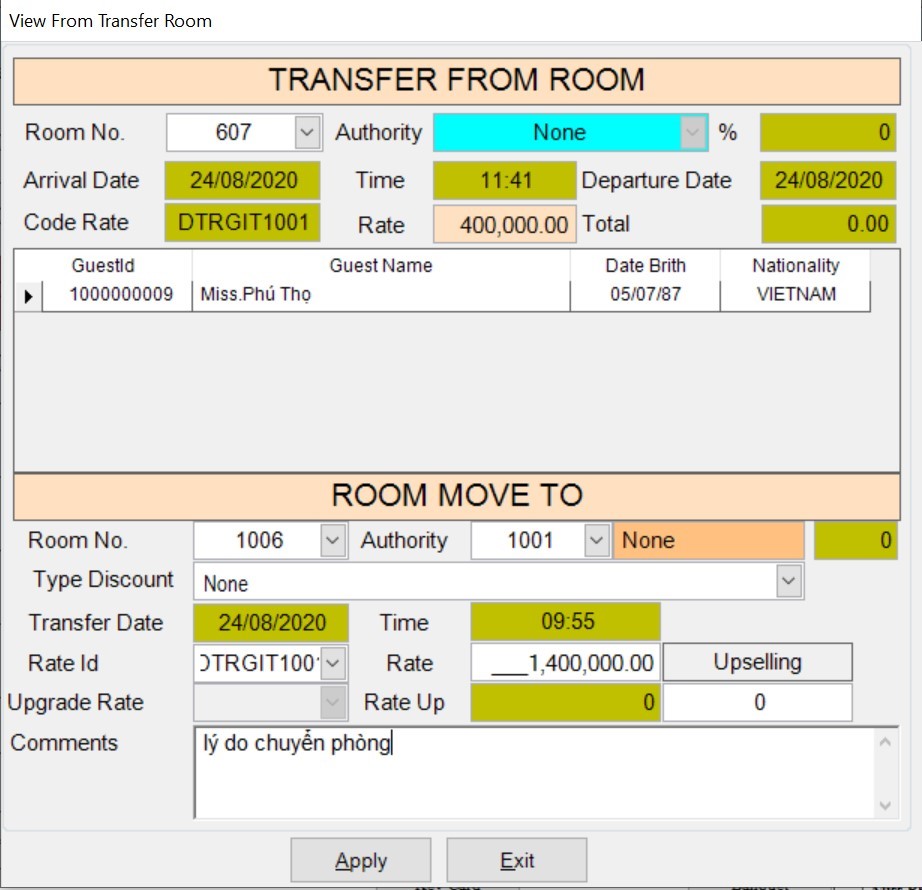 View From Transfer Room
TRANSFER FROM ROOM
Room No. 607 Authority None % 0
Arrival Date 24/08/2020 Time 11:41 Departure Date 24/08/2020
Code Rate DTRGIT1001 Rate 400,000.00 Total 0.00
GuestId Guest Name Date Brith Nationality
1000000009 Miss.Phú Thọ 05/07/87 VIETNAM
ROOM MOVE TO
Room No. 1006 Authority 1001 None 0
Type Discount None
Transfer Date 24/08/2020 Time 09:55
Rate Id DTRGIT1001 Rate ___1,400,000.00 Upselling
Upgrade Rate Rate Up 0 0
Comments lý do chuyển phòng
Apply Exit